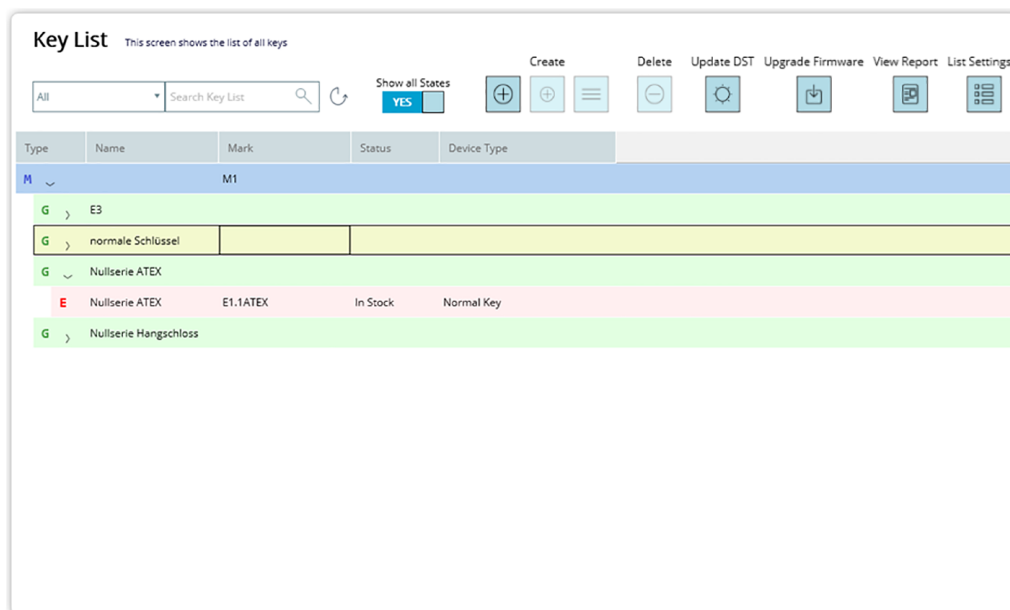 Key List This screen shows the list of all keys
Create Delete Update DST Upgrade Firmware View Report List Settings
All Search Key List Show all States
YES
Type Name Mark Status Device Type
M M1
G E3
G normale Schlüssel
G Nullserie ATEX
E Nullserie ATEX E1.1ATEX In Stock Normal Key
G Nullserie Hangschloss